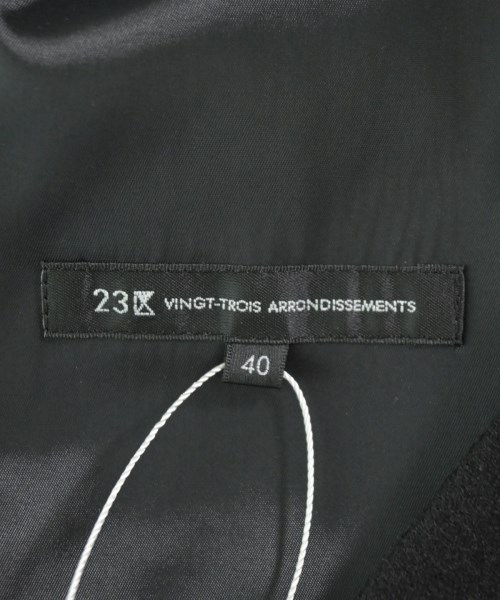 23区 VINGT-TROIS ARRONDISSEMENTS
40